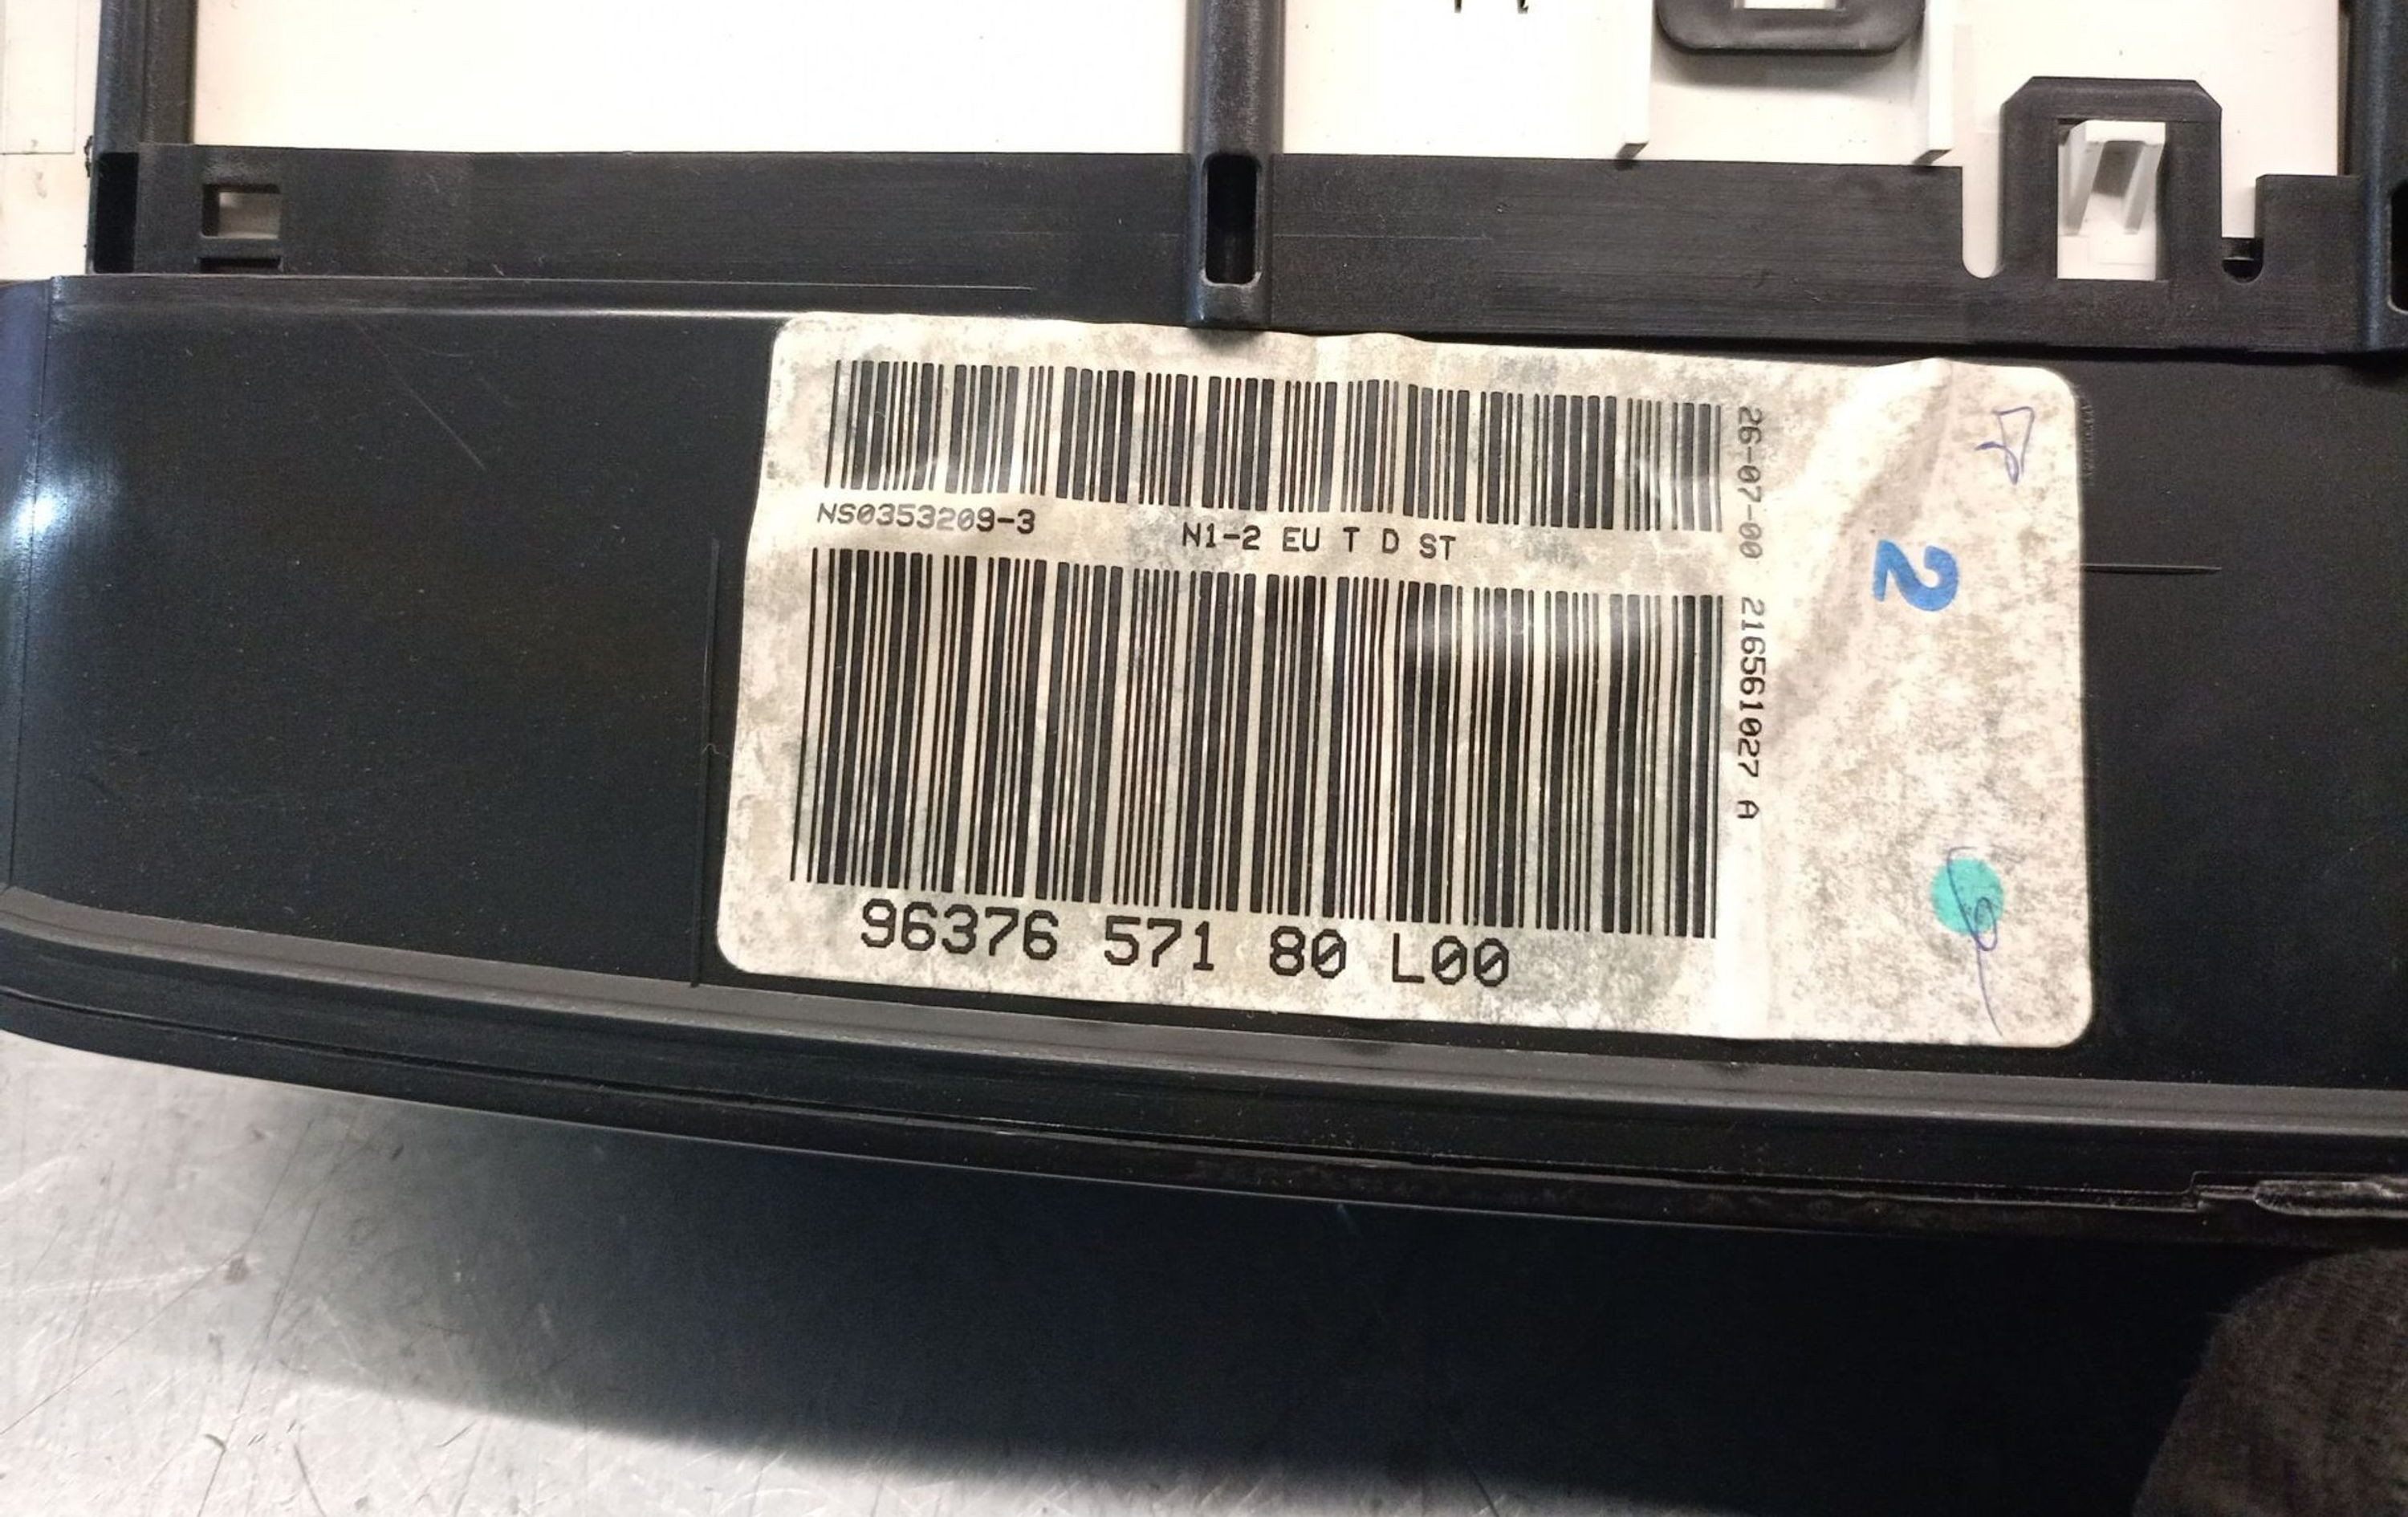 NS0353209-3 N1-2 EU T D ST
96376 571 80 L00
26-07-00 216561027 A
2